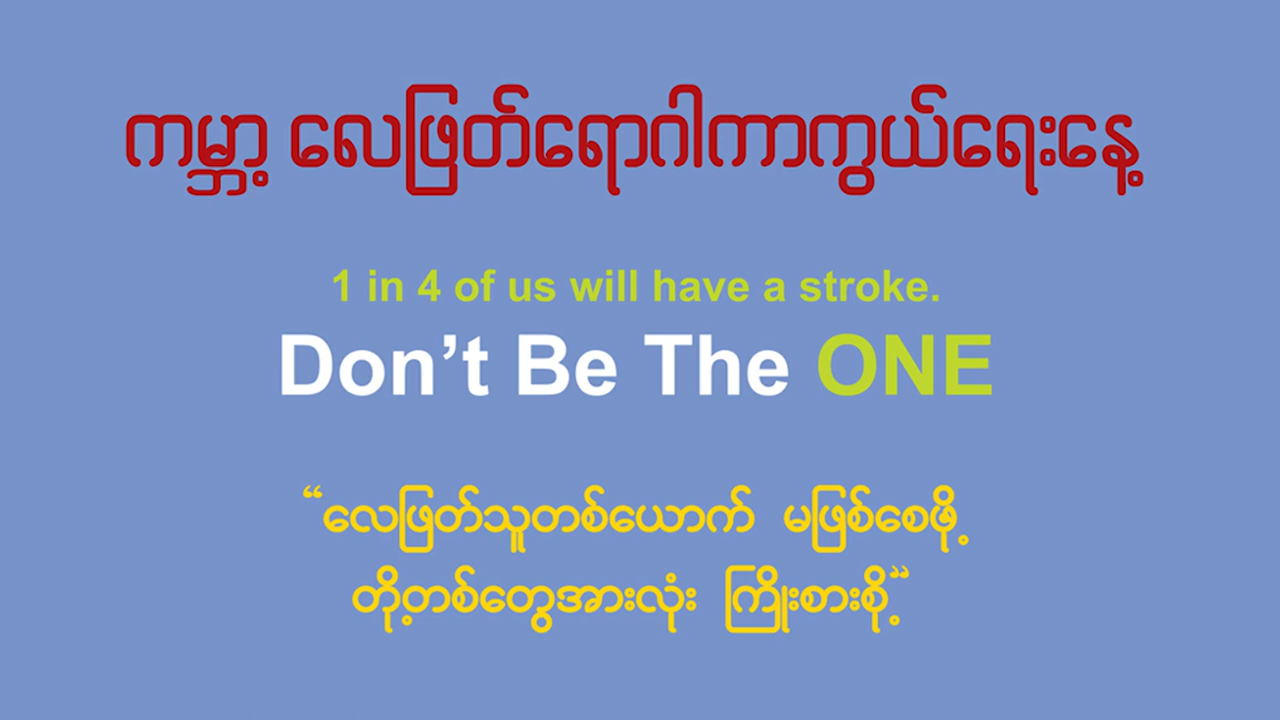 ကမ္ဘာ့ လေဖြတ်ရောဂါကာကွယ်ရေးနေ့
1 in 4 of us will have a stroke.
Don’t Be The ONE
“လေဖြတ်သူတစ်ယောက် မဖြစ်စေဖို့
တို့တစ်တွေအားလုံး ကြိုးစားစို့”